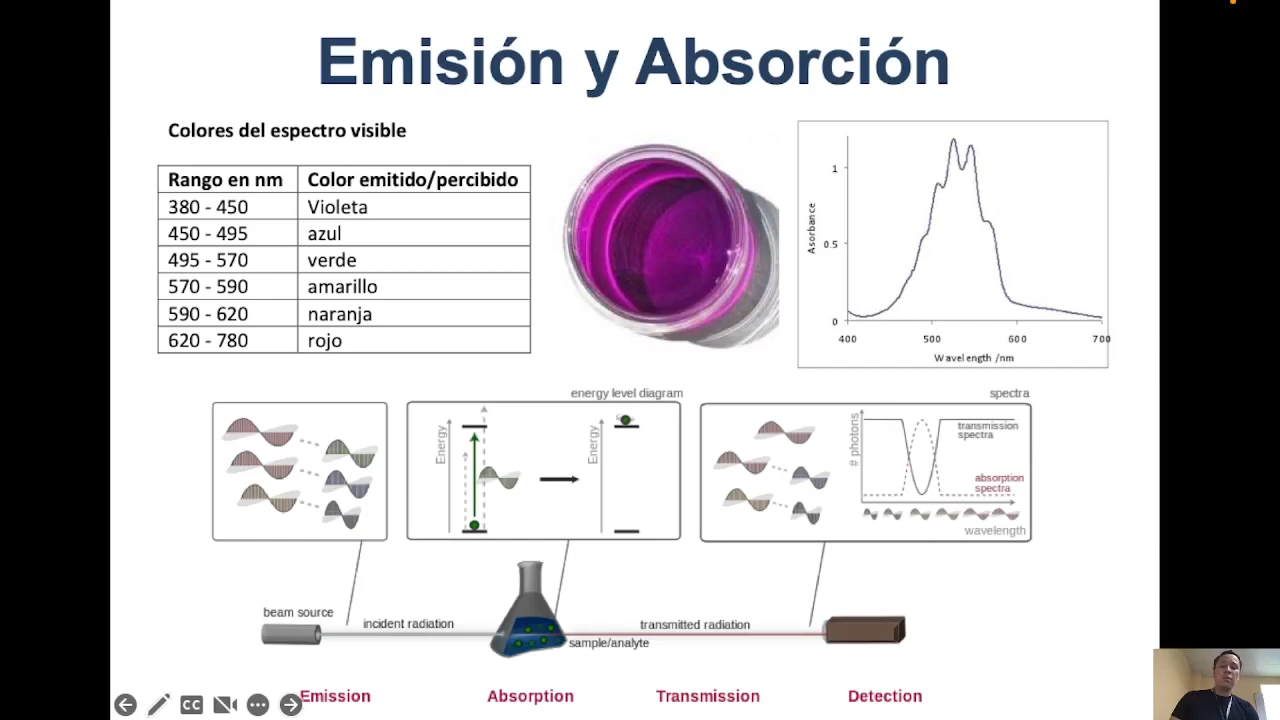 Emisión y Absorción
Colores del espectro visible
Rango en nm Color emitido/percibido
380 - 450 Violeta
450 - 495 azul
495 - 570 verde
570 - 590 amarillo
590 - 620 naranja
620 - 780 rojo
Asorbance
1
0.5
0
400 500 600 700
Wavelength /nm
energy level diagram
spectra
Energy
Energy
# photons
transmission
spectra
absorption
spectra
wavelength
beam source
incident radiation
sample/analyte
transmitted radiation
CC
Emission Absorption Transmission Detection